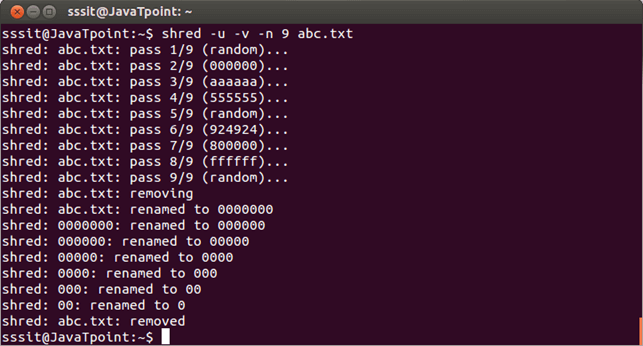 sssit@JavaTpoint: ~
sssit@JavaTpoint:~$ shred -u -v -n 9 abc.txt
shred: abc.txt: pass 1/9 (random)...
shred: abc.txt: pass 2/9 (000000)...
shred: abc.txt: pass 3/9 (aaaaaa)...
shred: abc.txt: pass 4/9 (555555)...
shred: abc.txt: pass 5/9 (random)...
shred: abc.txt: pass 6/9 (924924)...
shred: abc.txt: pass 7/9 (800000)...
shred: abc.txt: pass 8/9 (ffffff)...
shred: abc.txt: pass 9/9 (random)...
shred: abc.txt: removing
shred: abc.txt: renamed to 0000000
shred: 0000000: renamed to 000000
shred: 000000: renamed to 00000
shred: 00000: renamed to 0000
shred: 0000: renamed to 000
shred: 000: renamed to 00
shred: 00: renamed to 0
shred: abc.txt: removed
sssit@JavaTpoint:~$